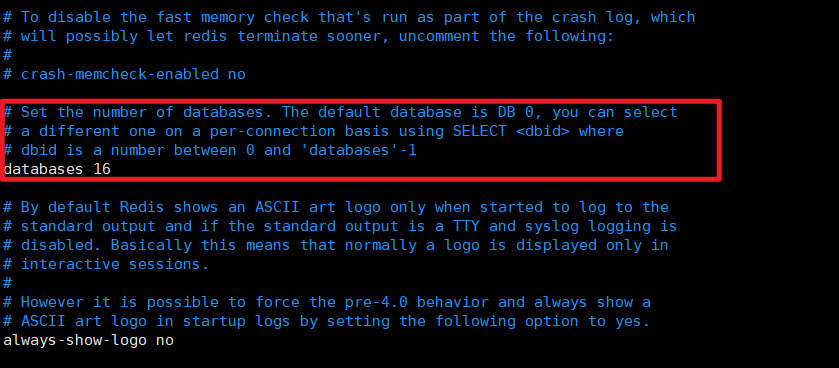 # To disable the fast memory check that's run as part of the crash log, which
# will possibly let redis terminate sooner, uncomment the following:
#
# crash-memcheck-enabled no
# Set the number of databases. The default database is DB 0, you can select
# a different one on a per-connection basis using SELECT <dbid> where
# dbid is a number between 0 and 'databases'-1
databases 16
# By default Redis shows an ASCII art logo only when started to log to the
# standard output and if the standard output is a TTY and syslog logging is
# disabled. Basically this means that normally a logo is displayed only in
# interactive sessions.
#
# However it is possible to force the pre-4.0 behavior and always show a
# ASCII art logo in startup logs by setting the following option to yes.
always-show-logo no